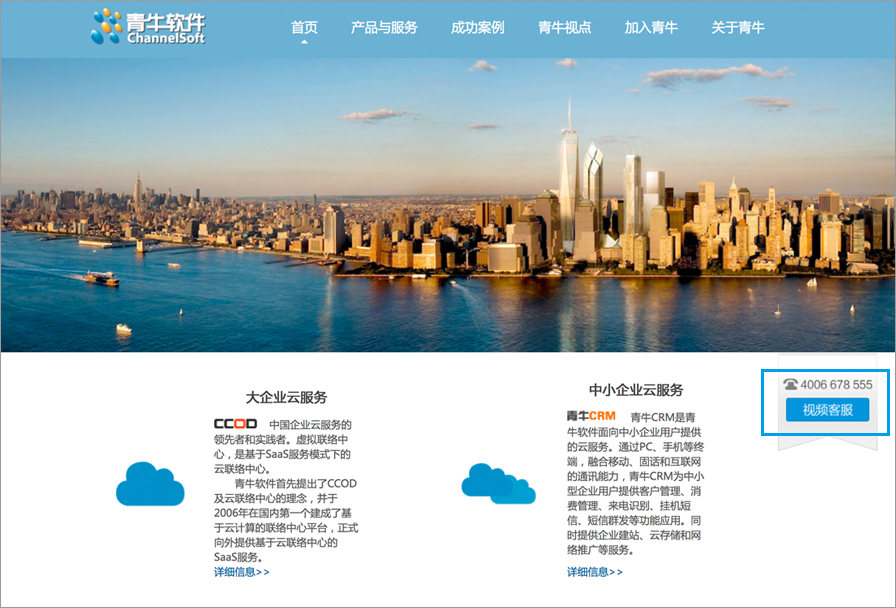 青牛软件
ChannelSoft
首页 产品与服务 成功案例 青牛视点 加入青牛 关于青牛
大企业云服务
CCOD 中国企业云服务的
领先者和实践者。虚拟联络中
心，是基于SaaS服务模式下的
云联络中心。
青牛软件首先提出了CCOD
及云联络中心的理念，并于
2006年在国内第一个建成了基
于云计算的联络中心平台，正式
向外提供基于云联络中心的
SaaS服务。
详细信息>>
中小企业云服务
青牛CRM 青牛CRM是青
牛软件面向中小企业用户提供
的云服务。通过PC、手机等终
端，融合移动、固话和互联网
的通讯能力，青牛CRM为中小
型企业用户提供客户管理、消
费管理、来电识别、挂机短
信、短信群发等功能应用。同
时提供企业建站、云存储和网
络推广等服务。
详细信息>>
4006 678 555
视频客服